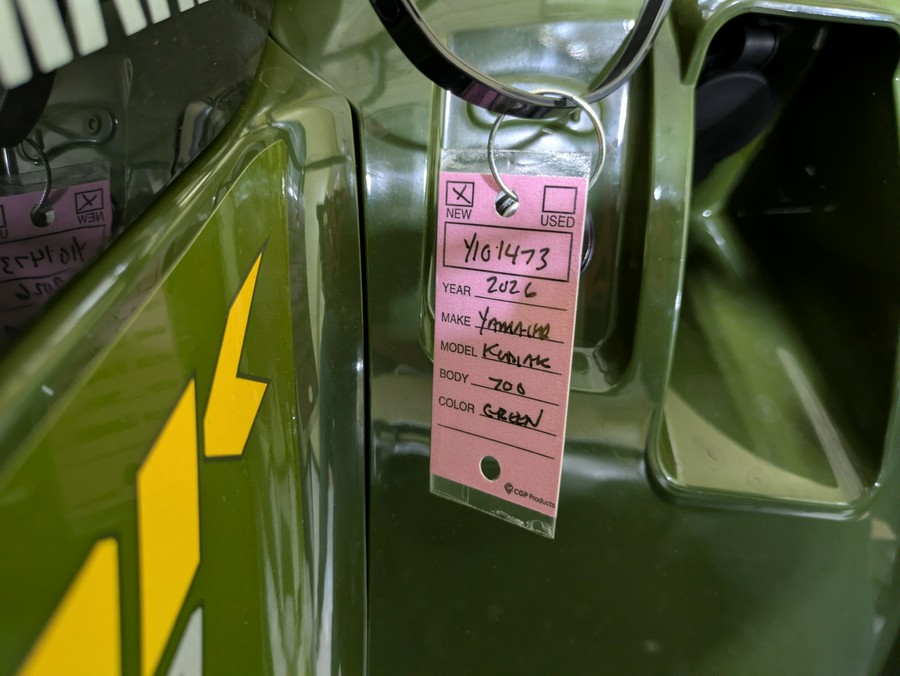 NEW USED
Y101473
YEAR 2026
MAKE YAMAHA
MODEL KODIAK
BODY 700
COLOR GREEN
CGP Products